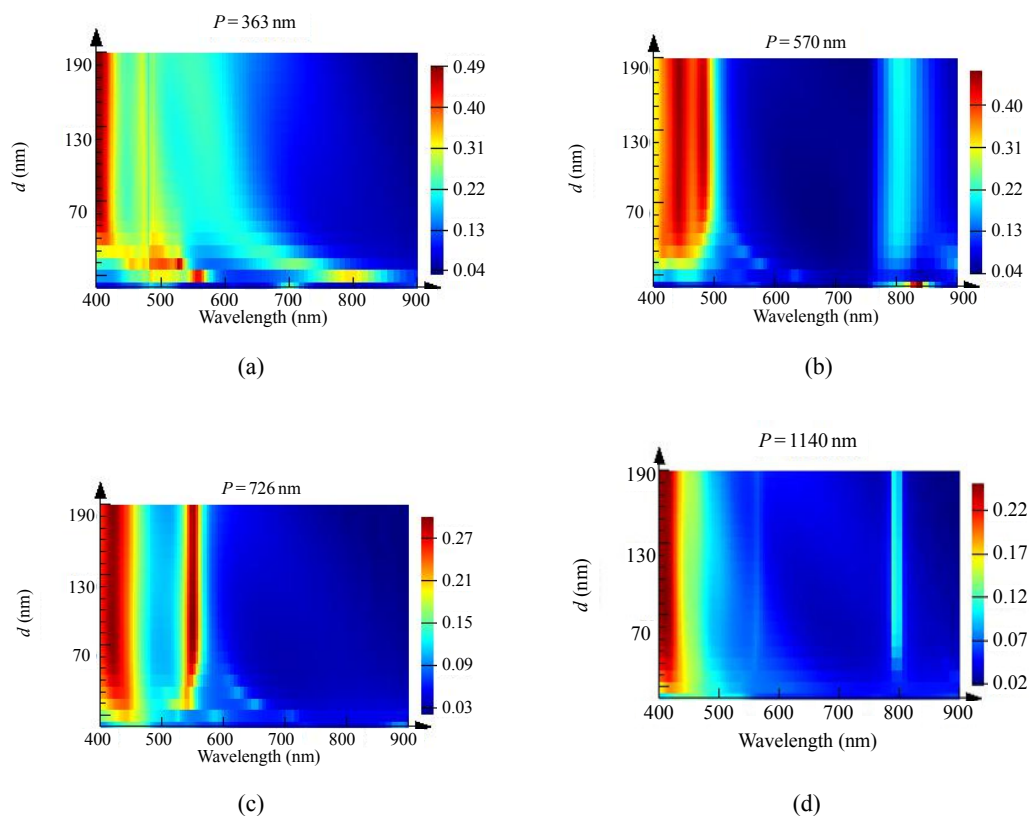 P = 363 nm
190
130
70
d (nm)
400 500 600 700 800 900
Wavelength (nm)
0.49
0.40
0.31
0.22
0.13
0.04
(a)
P = 570 nm
190
130
70
d (nm)
400 500 600 700 800 900
Wavelength (nm)
0.40
0.31
0.22
0.13
0.04
(b)
P = 726 nm
190
130
70
d (nm)
400 500 600 700 800 900
Wavelength (nm)
0.27
0.21
0.15
0.09
0.03
(c)
P = 1140 nm
190
130
70
d (nm)
400 500 600 700 800 900
Wavelength (nm)
0.22
0.17
0.12
0.07
0.02
(d)